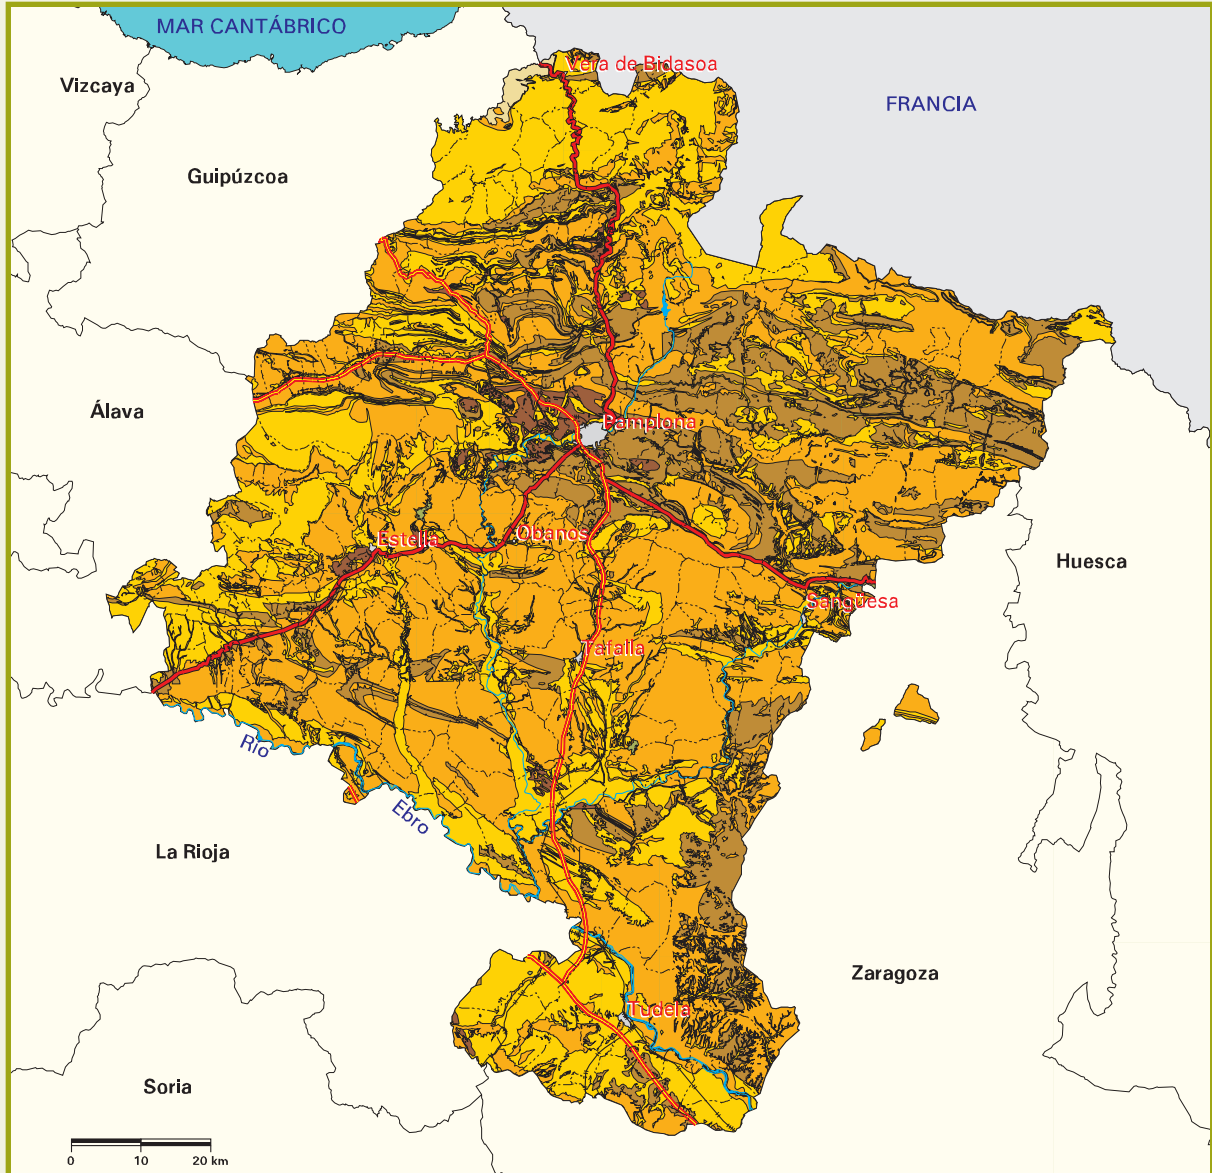 MAR CANTÁBRICO
Vera de Bidasoa
Vizcaya
FRANCIA
Guipúzcoa
Álava
Pamplona
Obanos
Estella
Huesca
Sangüesa
Tafalla
Río
Ebro
La Rioja
Zaragoza
Tudela
Soria
0 10 20 km